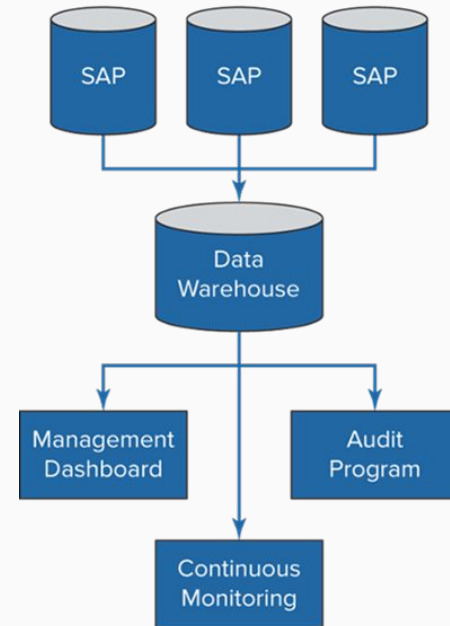 SAP
SAP
SAP
Data
Warehouse
Management
Dashboard
Audit
Program
Continuous
Monitoring